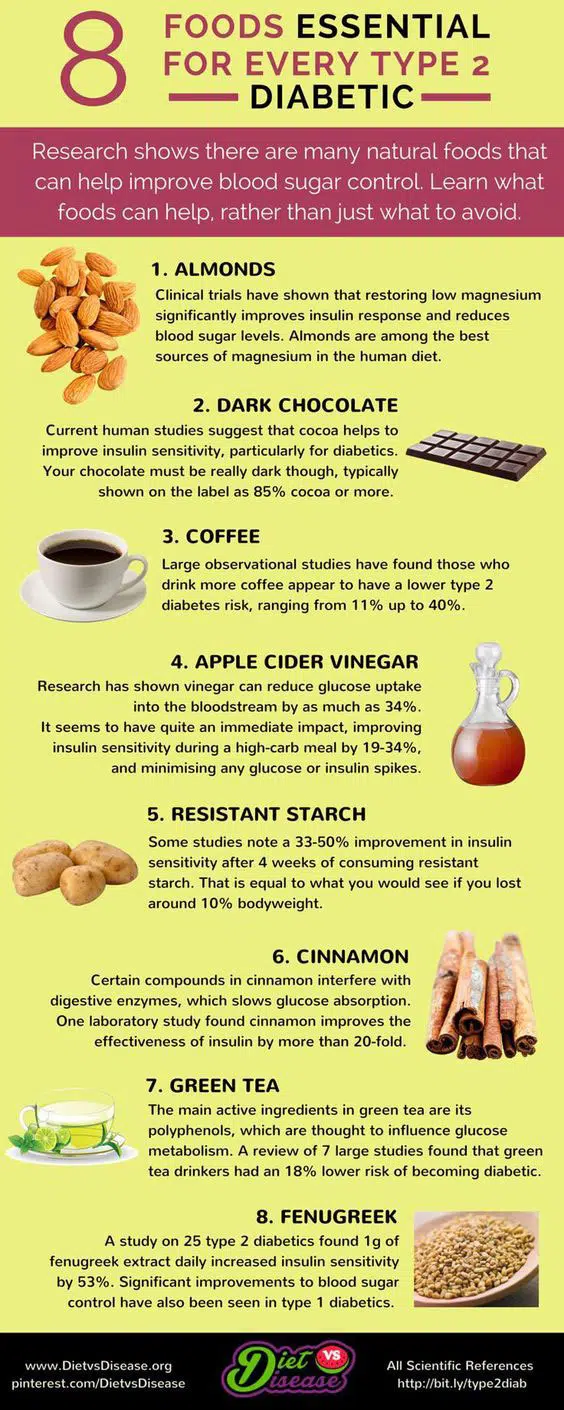 8
FOODS ESSENTIAL
FOR EVERY TYPE 2
DIABETIC
Research shows there are many natural foods that
can help improve blood sugar control. Learn what
foods can help, rather than just what to avoid.
1. ALMONDS
Clinical trials have shown that restoring low magnesium
significantly improves insulin response and reduces
blood sugar levels. Almonds are among the best
sources of magnesium in the human diet.
2. DARK CHOCOLATE
Current human studies suggest that cocoa helps to
improve insulin sensitivity, particularly for diabetics.
Your chocolate must be really dark though, typically
shown on the label as 85% cocoa or more.
3. COFFEE
Large observational studies have found those who
drink more coffee appear to have a lower type 2
diabetes risk, ranging from 11% up to 40%.
4. APPLE CIDER VINEGAR
Research has shown vinegar can reduce glucose uptake
into the bloodstream by as much as 34%.
It seems to have quite an immediate impact, improving
insulin sensitivity during a high-carb meal by 19-34%,
and minimising any glucose or insulin spikes.
5. RESISTANT STARCH
Some studies note a 33-50% improvement in insulin
sensitivity after 4 weeks of consuming resistant
starch. That is equal to what you would see if you lost
around 10% bodyweight.
6. CINNAMON
Certain compounds in cinnamon interfere with
digestive enzymes, which slows glucose absorption.
One laboratory study found cinnamon improves the
effectiveness of insulin by more than 20-fold.
7. GREEN TEA
The main active ingredients in green tea are its
polyphenols, which are thought to influence glucose
metabolism. A review of 7 large studies found that green
tea drinkers had an 18% lower risk of becoming diabetic.
8. FENUGREEK
A study on 25 type 2 diabetics found 1g of
fenugreek extract daily increased insulin sensitivity
by 53%. Significant improvements to blood sugar
control have also been seen in type 1 diabetics.
www.DietvsDisease.org
pinterest.com/DietvsDisease
Diet VS
Disease
All Scientific References
http://bit.ly/type2diab